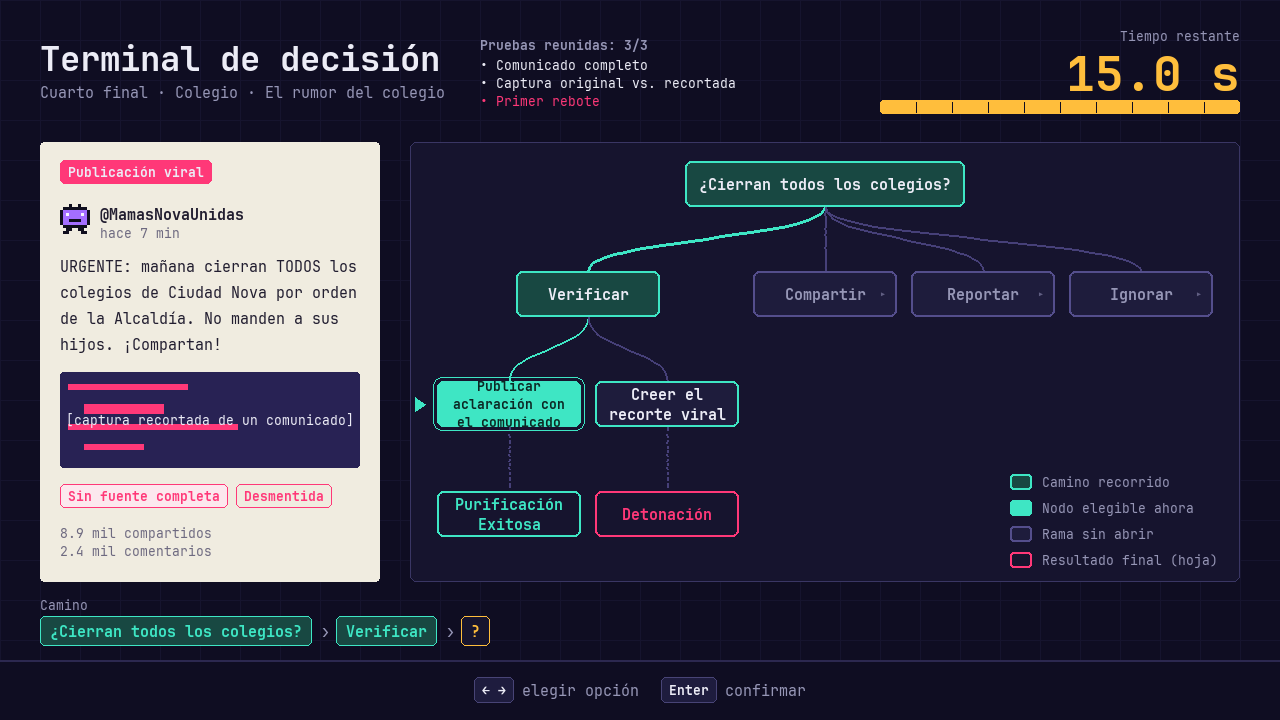 Terminal de decisión
Cuarto final · Colegio · El rumor del colegio
Pruebas reunidas: 3/3
• Comunicado completo
• Captura original vs. recortada
• Primer rebote
Tiempo restante
15.0 s
Publicación viral
@MamasNovaUnidas
hace 7 min
URGENTE: mañana cierran TODOS los
colegios de Ciudad Nova por orden
de la Alcaldía. No manden a sus
hijos. ¡Compartan!
[captura recortada de un comunicado]
Sin fuente completa
Desmentida
8.9 mil compartidos
2.4 mil comentarios
¿Cierran todos los colegios?
Verificar
Compartir ▸
Reportar ▸
Ignorar ▸
Publicar
aclaración con
el comunicado
Creer el
recorte viral
Purificación
Exitosa
Detonación
Camino recorrido
Nodo elegible ahora
Rama sin abrir
Resultado final (hoja)
Camino
¿Cierran todos los colegios? › Verificar › ?
← → elegir opción Enter confirmar